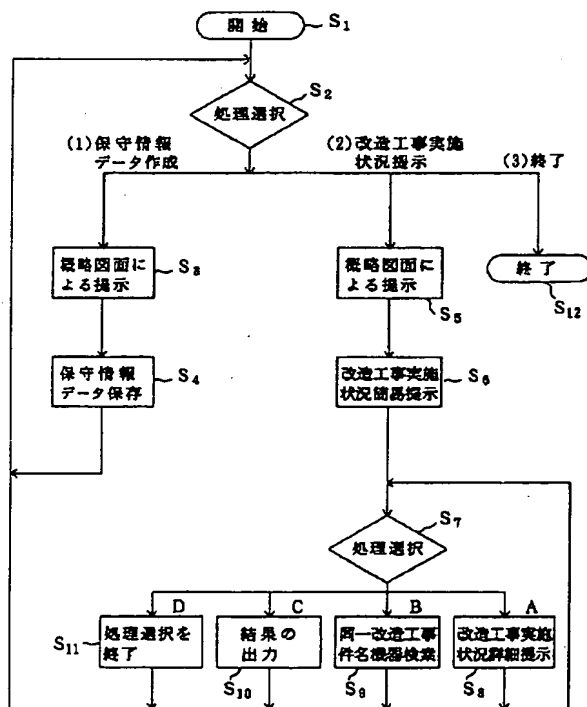 開始
S1
S2
処理選択
(1)保守情報
データ作成
(2)改造工事実施
状況提示
(3)終了
概略図面に
よる提示
S3
概略図面に
よる提示
S5
終了
S12
保守情報
データ保存
S4
改造工事実施
状況簡易提示
S6
S7
処理選択
D
C
B
A
S11
処理選択を
終了
結果の
出力
S10
同一改造工事
件名機器検索
S9
改造工事実施
状況詳細提示
S8